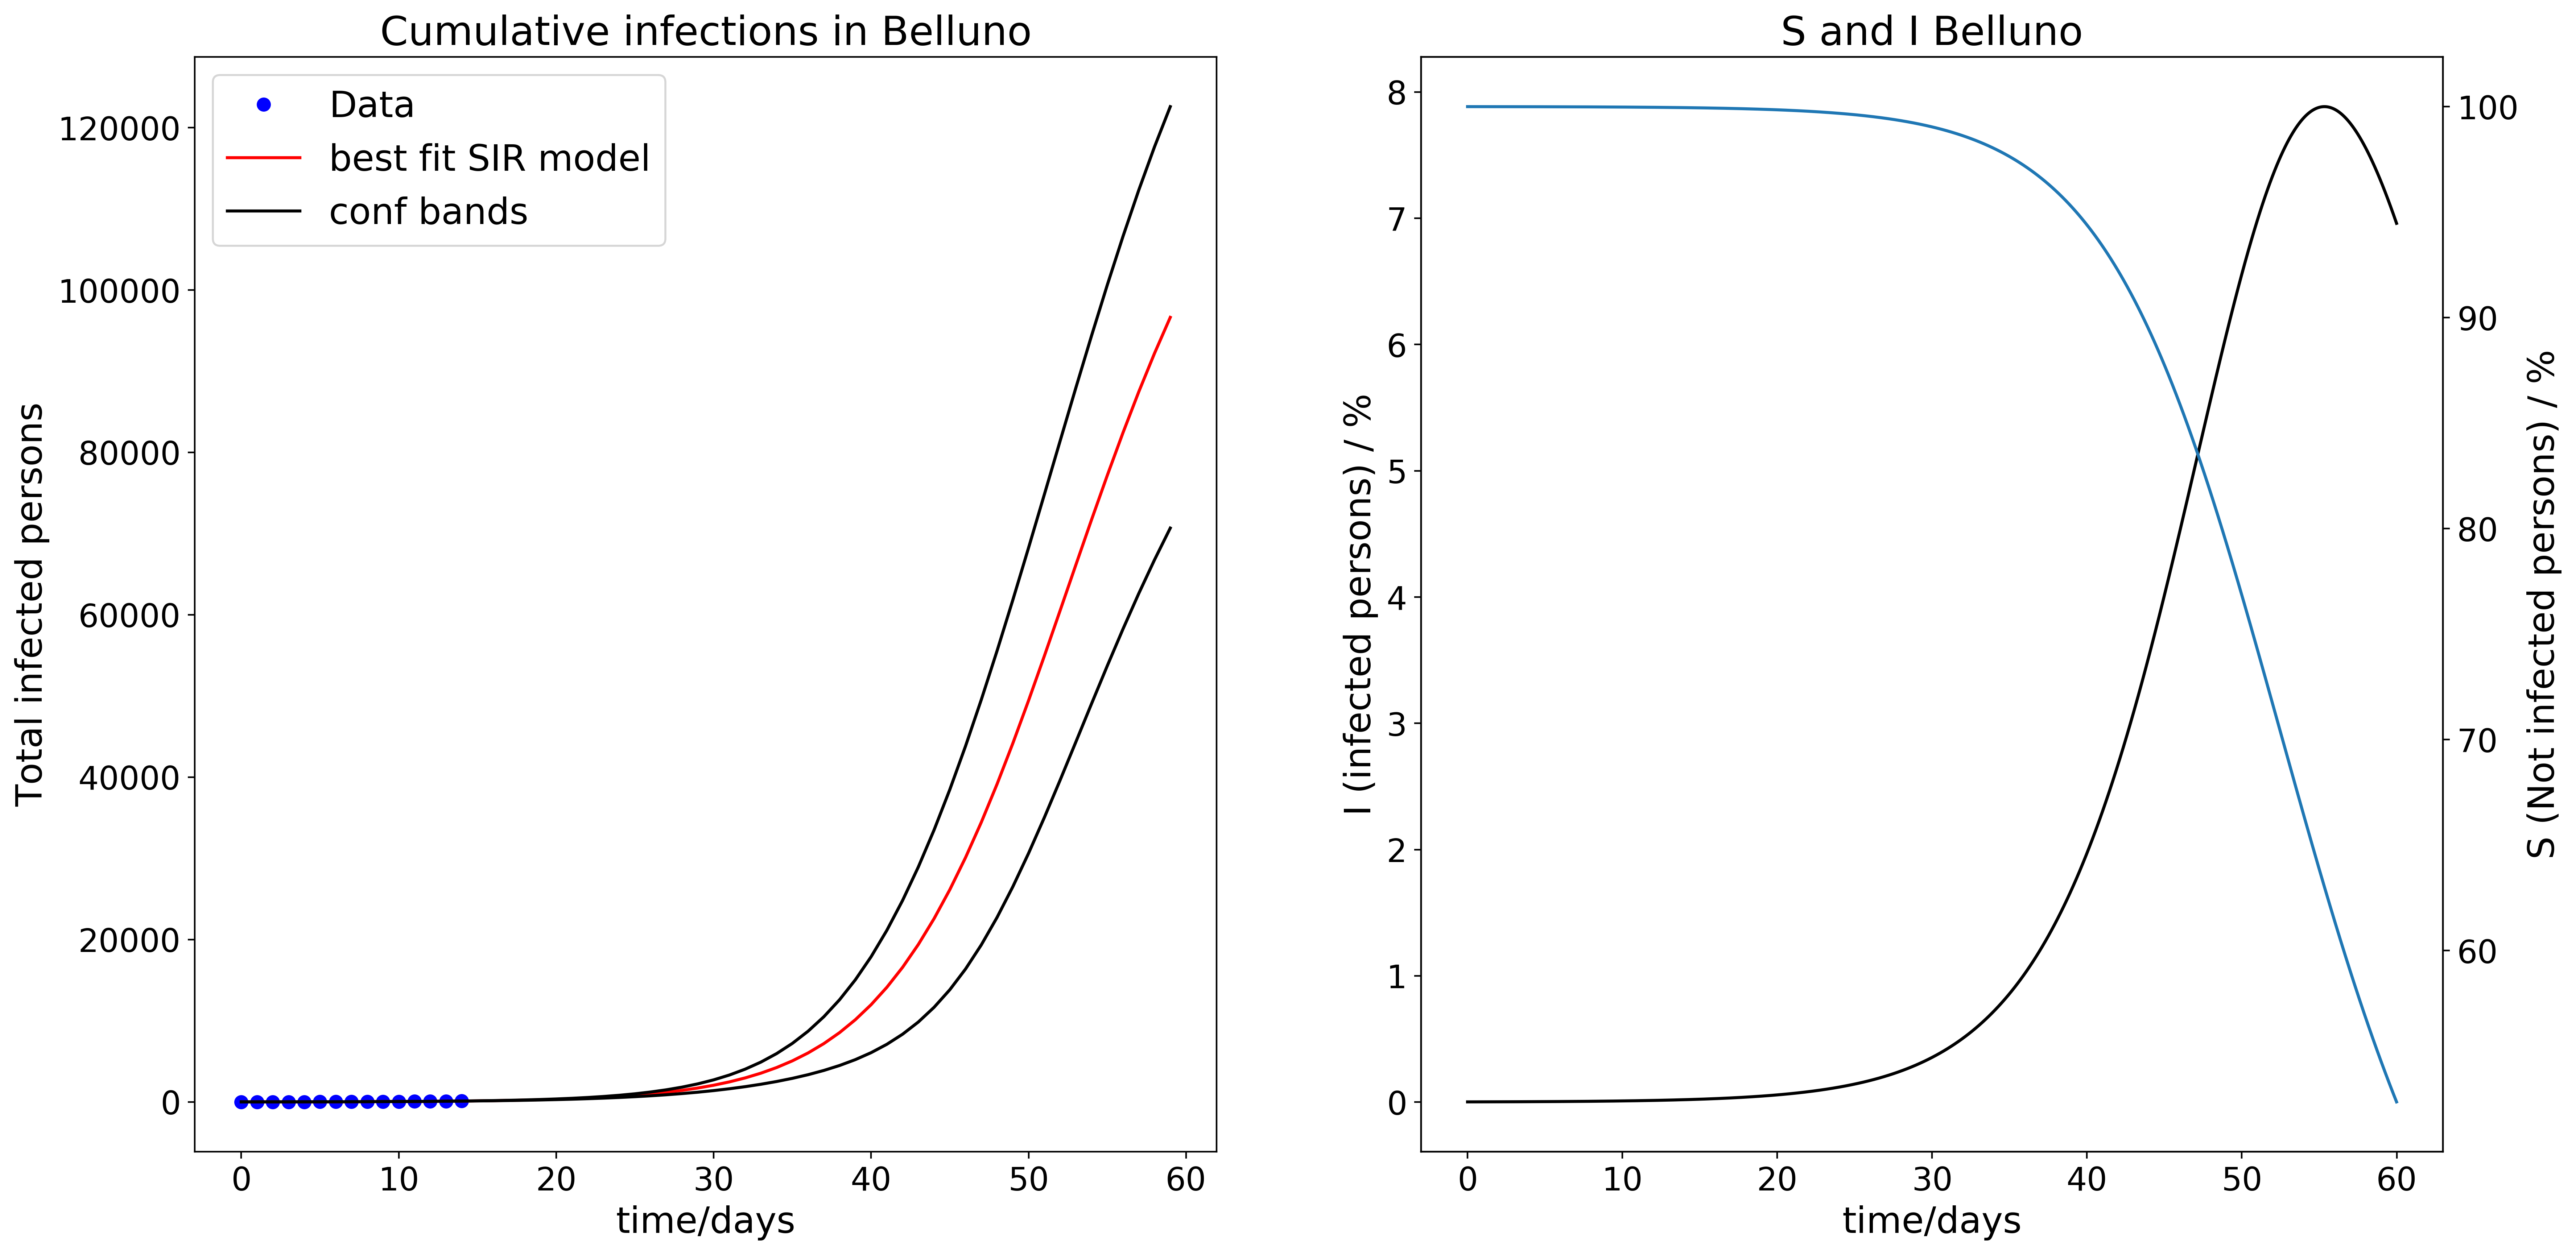 Cumulative infections in Belluno
Data
best fit SIR model
conf bands
120000
100000
80000
60000
40000
20000
0
Total infected persons
0 10 20 30 40 50 60
time/days
S and I Belluno
8
7
6
5
4
3
2
1
0
I (infected persons) / %
100
90
80
70
60
S (Not infected persons) / %
0 10 20 30 40 50 60
time/days